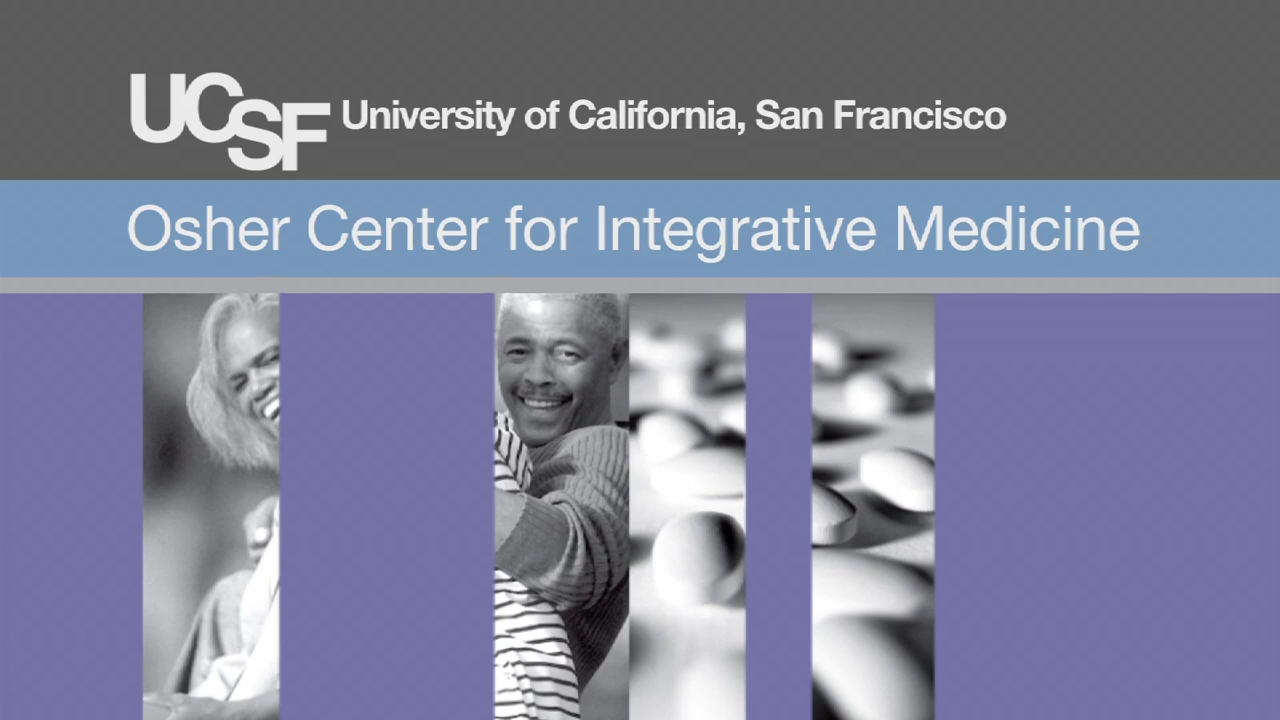 UCSF University of California, San Francisco
Osher Center for Integrative Medicine